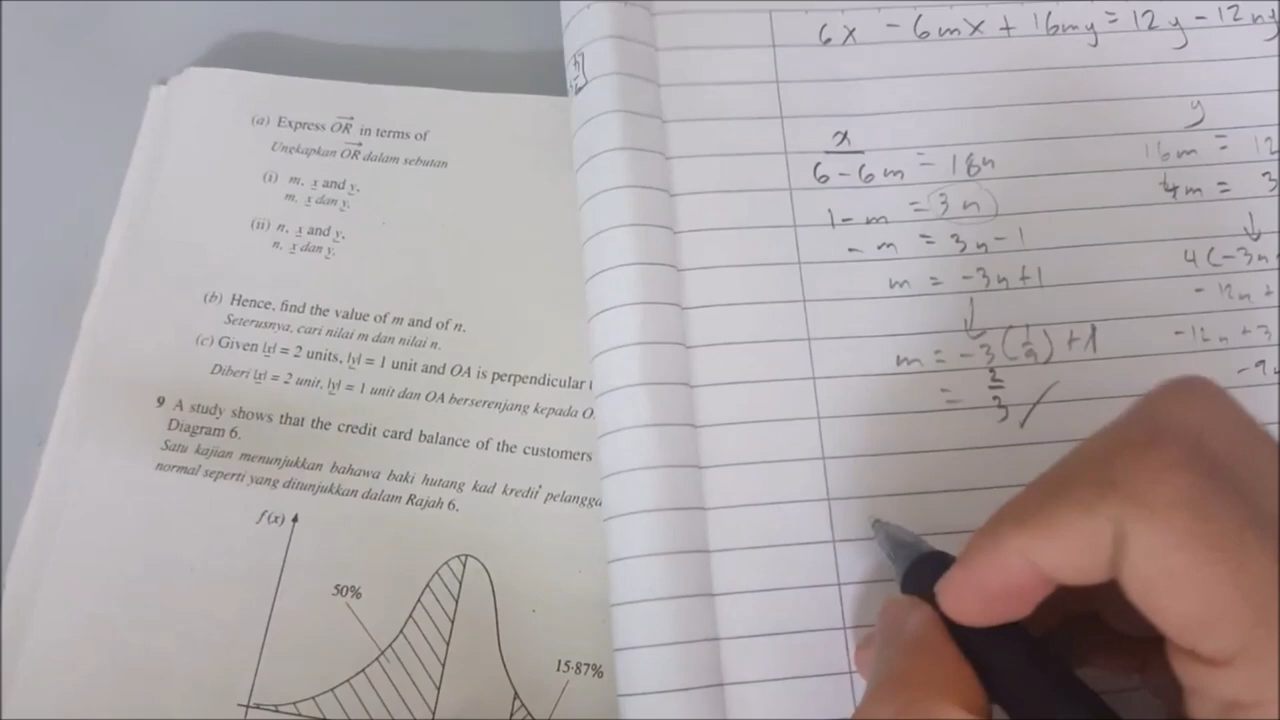 (a) Express OR in terms of
Ungkapkan OR dalam sebutan
(i) m, x and y,
m, x dan y,
(ii) n, x and y,
n, x dan y,
(b) Hence, find the value of m and of n.
Seterusnya, cari nilai m dan nilai n.
(c) Given |x| = 2 units, |y| = 1 unit and OA is perpendicular
Diberi |x| = 2 unit, |y| = 1 unit dan OA berserenjang kepada O
9 A study shows that the credit card balance of the customers
Diagram 6.
Satu kajian menunjukkan bahawa baki hutang kad kredit pelangga
normal seperti yang ditunjukkan dalam Rajah 6.
f(x)
50%
15·87%
6x - 6mx + 16my = 12y - 12ny
x
6 - 6m = 18n
1 - m = 3n
- m = 3n - 1
m = -3n + 1
m = -3(1/9) + 1
= 2/3 ✓
y
16m = 12
4m = 3
4(-3n
-12n +
-12n + 3
-9